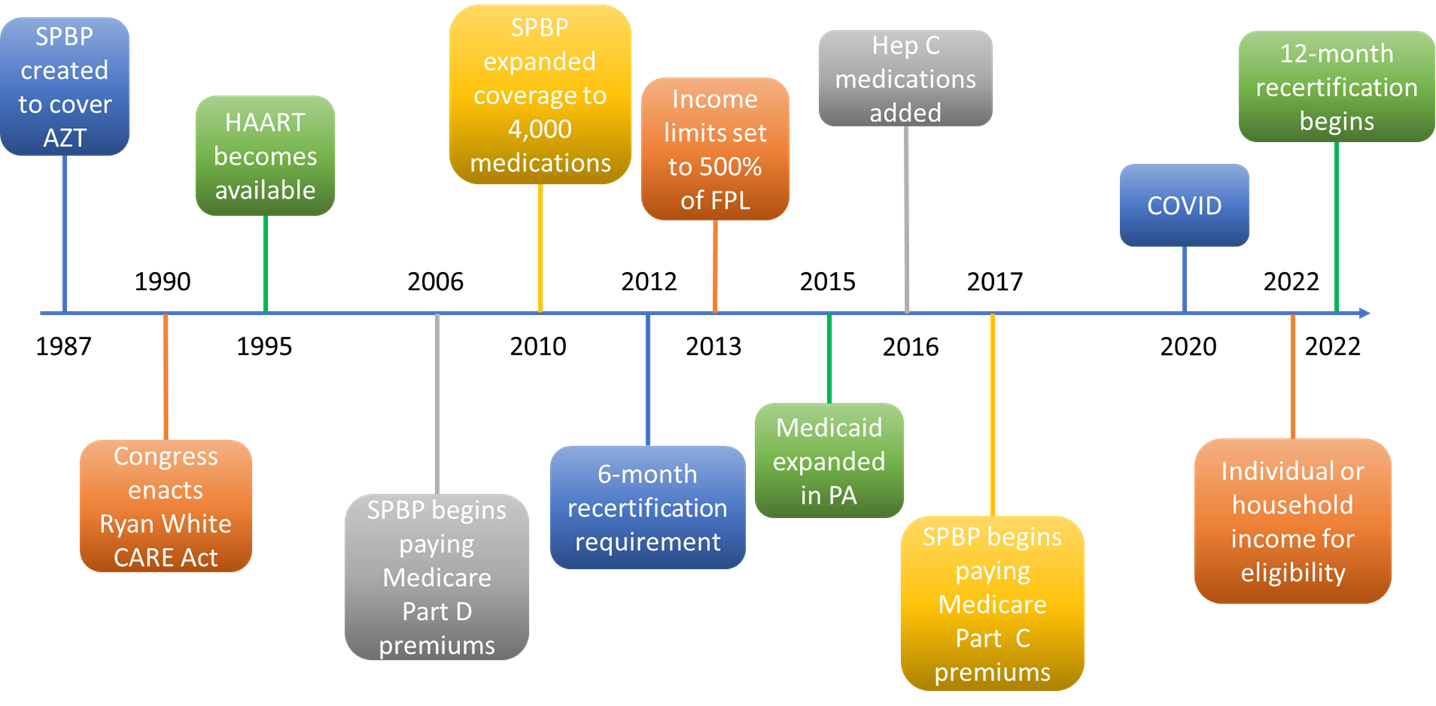 SPBP
created
to cover
AZT
HAART
becomes
available
SPBP
expanded
coverage to
4,000
medications
Income
limits set
to 500%
of FPL
Hep C
medications
added
COVID
12-month
recertification
begins
1990
2006
2012
2015
2017
2022
1987
1995
2010
2013
2016
2020
2022
Congress
enacts
Ryan White
CARE Act
SPBP begins
paying
Medicare
Part D
premiums
6-month
recertification
requirement
Medicaid
expanded
in PA
SPBP begins
paying
Medicare
Part C
premiums
Individual or
household
income for
eligibility